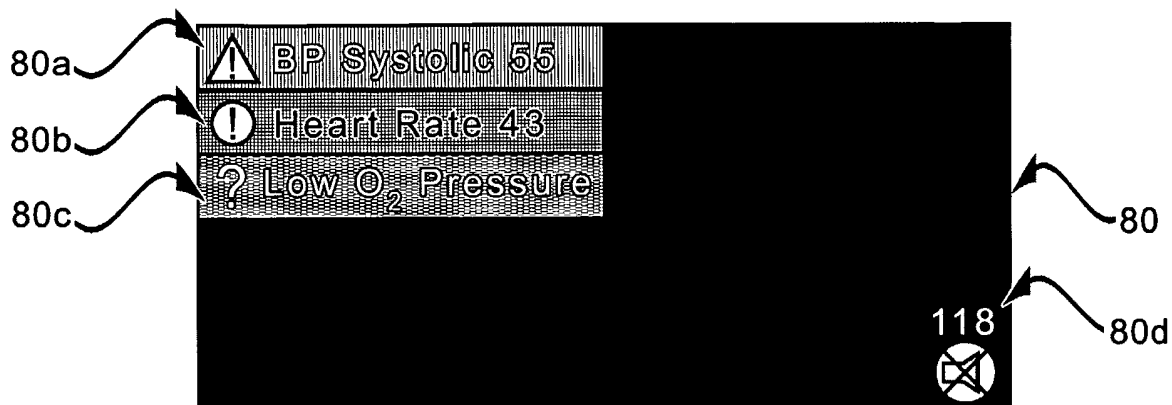 80a
! BP Systolic 55
80b
! Heart Rate 43
80c
? Low O₂ Pressure
80
118
80d